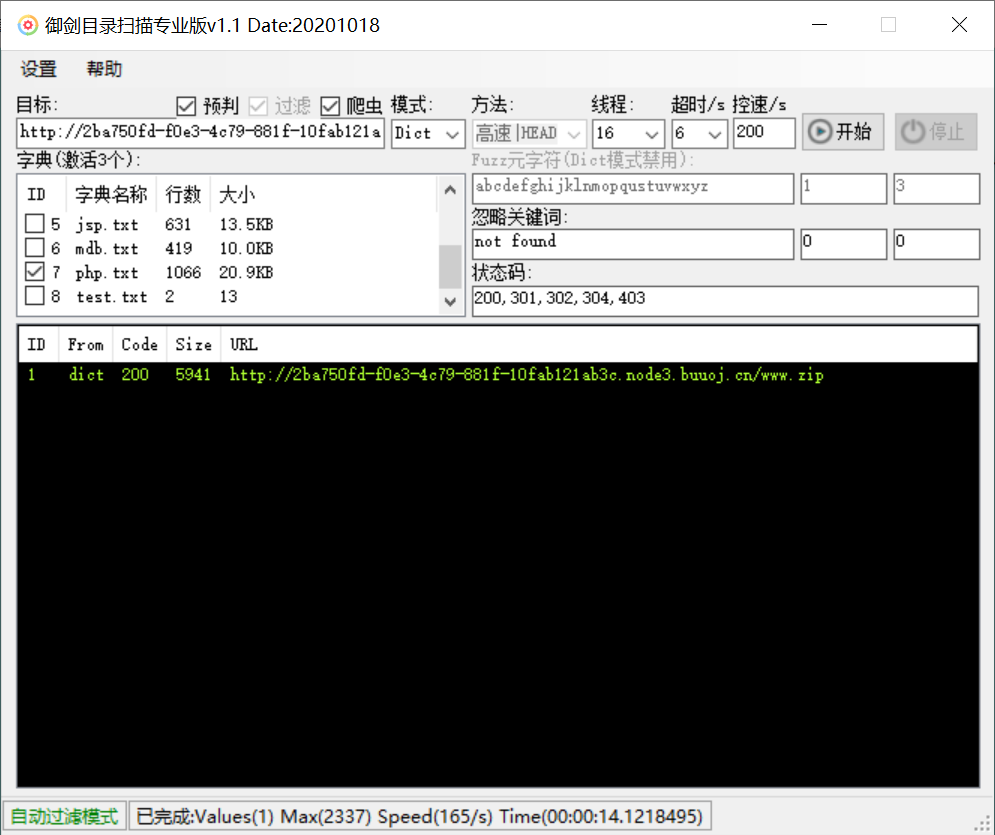 御剑目录扫描专业版v1.1 Date:20201018
设置 帮助
目标: 预判 过滤 爬虫 模式: 方法: 线程: 超时/s 控速/s
http://2ba750fd-f0e3-4c79-881f-10fab121a Dict 高速|HEAD 16 6 200 开始 停止
字典(激活3个): Fuzz元字符(Dict模式禁用):
abcdefghijklnmopqustuvwxyz 1 3
ID 字典名称 行数 大小
忽略关键词:
5 jsp.txt 631 13.5KB
not found 0 0
6 mdb.txt 419 10.0KB
7 php.txt 1066 20.9KB
状态码:
8 test.txt 2 13
200,301,302,304,403
ID From Code Size URL
1 dict 200 5941 http://2ba750fd-f0e3-4c79-881f-10fab121ab3c.node3.buuoj.cn/www.zip
自动过滤模式 已完成:Values(1) Max(2337) Speed(165/s) Time(00:00:14.1218495)